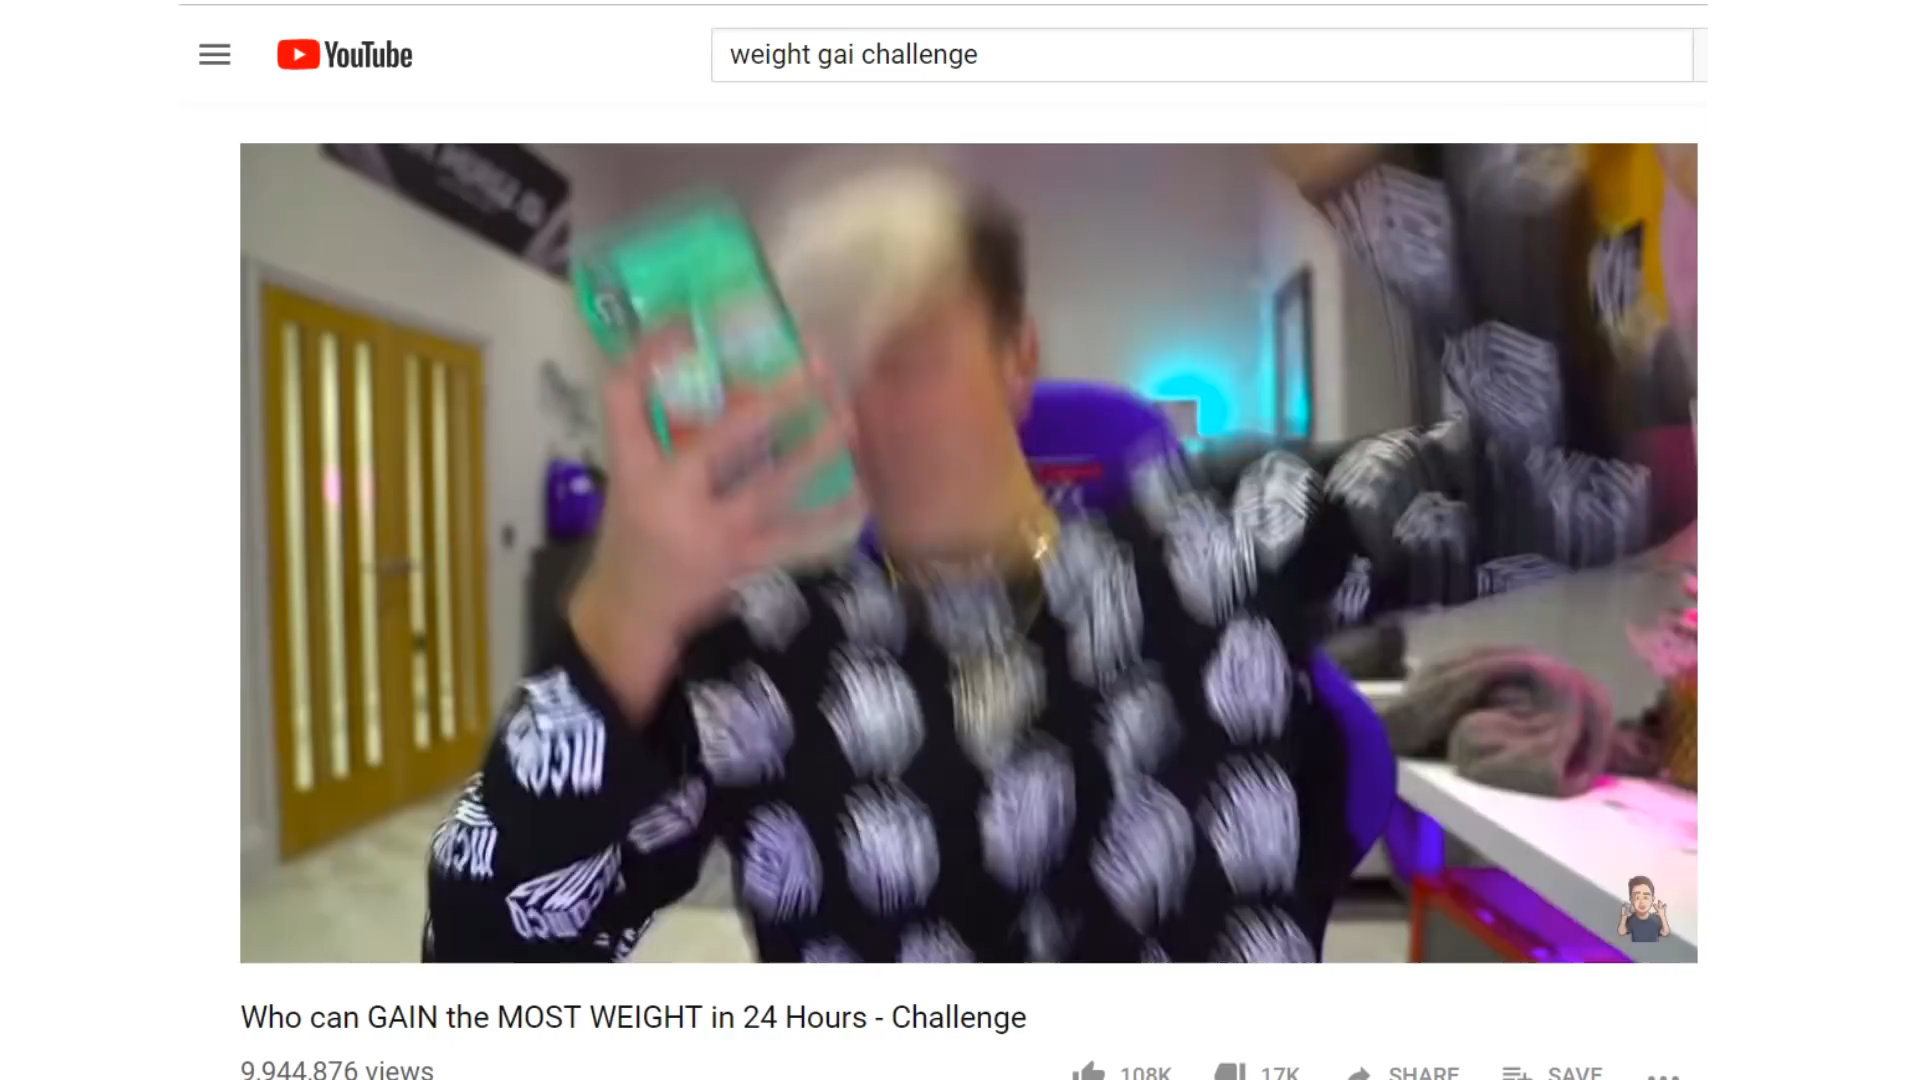 YouTube
weight gai challenge
Who can GAIN the MOST WEIGHT in 24 Hours - Challenge
9,944,876 views
108K 17K SHARE SAVE